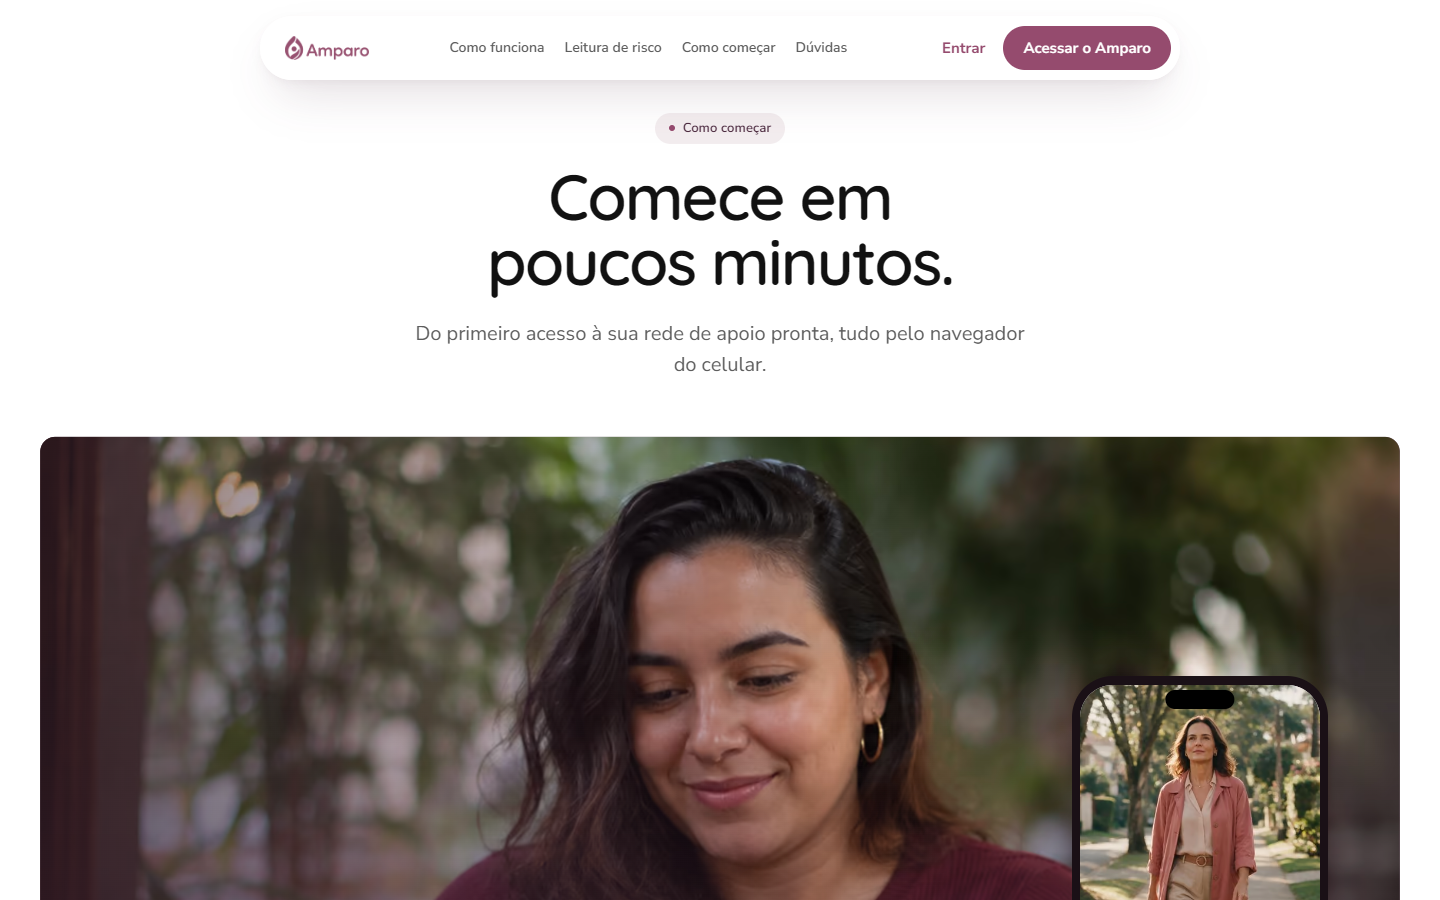 Amparo
Como funciona
Leitura de risco
Como começar
Dúvidas
Entrar
Acessar o Amparo
Como começar
Comece em
poucos minutos.
Do primeiro acesso à sua rede de apoio pronta, tudo pelo navegador
do celular.